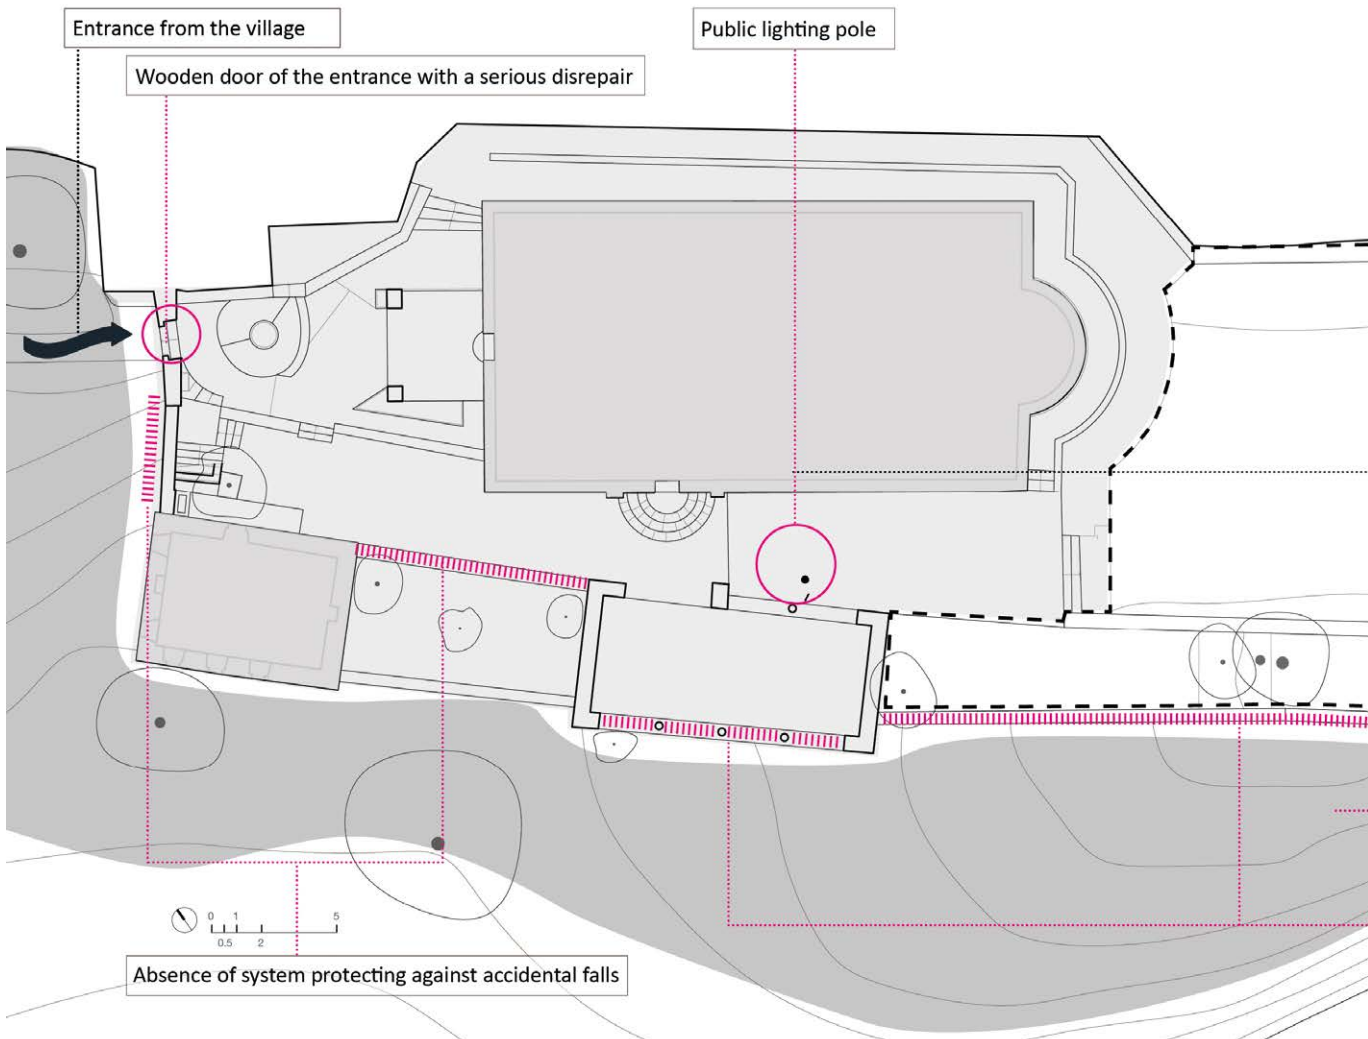 Entrance from the village
Public lighting pole
Wooden door of the entrance with a serious disrepair
0 1 5
0.5 2
Absence of system protecting against accidental falls